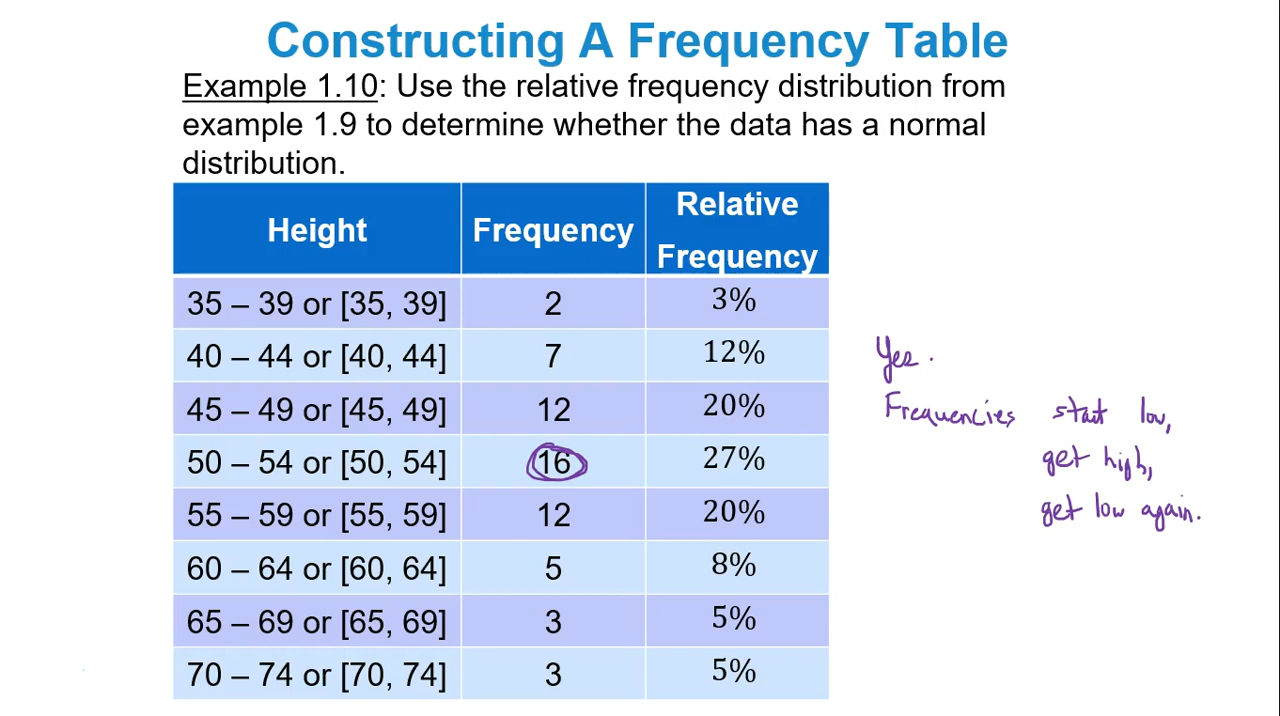 Constructing A Frequency Table
Example 1.10: Use the relative frequency distribution from
example 1.9 to determine whether the data has a normal
distribution.
Height Frequency Relative Frequency
35 – 39 or [35, 39] 2 3%
40 – 44 or [40, 44] 7 12%
45 – 49 or [45, 49] 12 20%
50 – 54 or [50, 54] 16 27%
55 – 59 or [55, 59] 12 20%
60 – 64 or [60, 64] 5 8%
65 – 69 or [65, 69] 3 5%
70 – 74 or [70, 74] 3 5%
Yes.
Frequencies start low,
get high,
get low again.